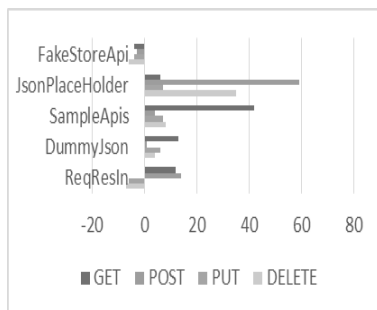 FakeStoreApi
JsonPlaceHolder
SampleApis
DummyJson
ReqResIn
-20 0 20 40 60 80
GET POST PUT DELETE